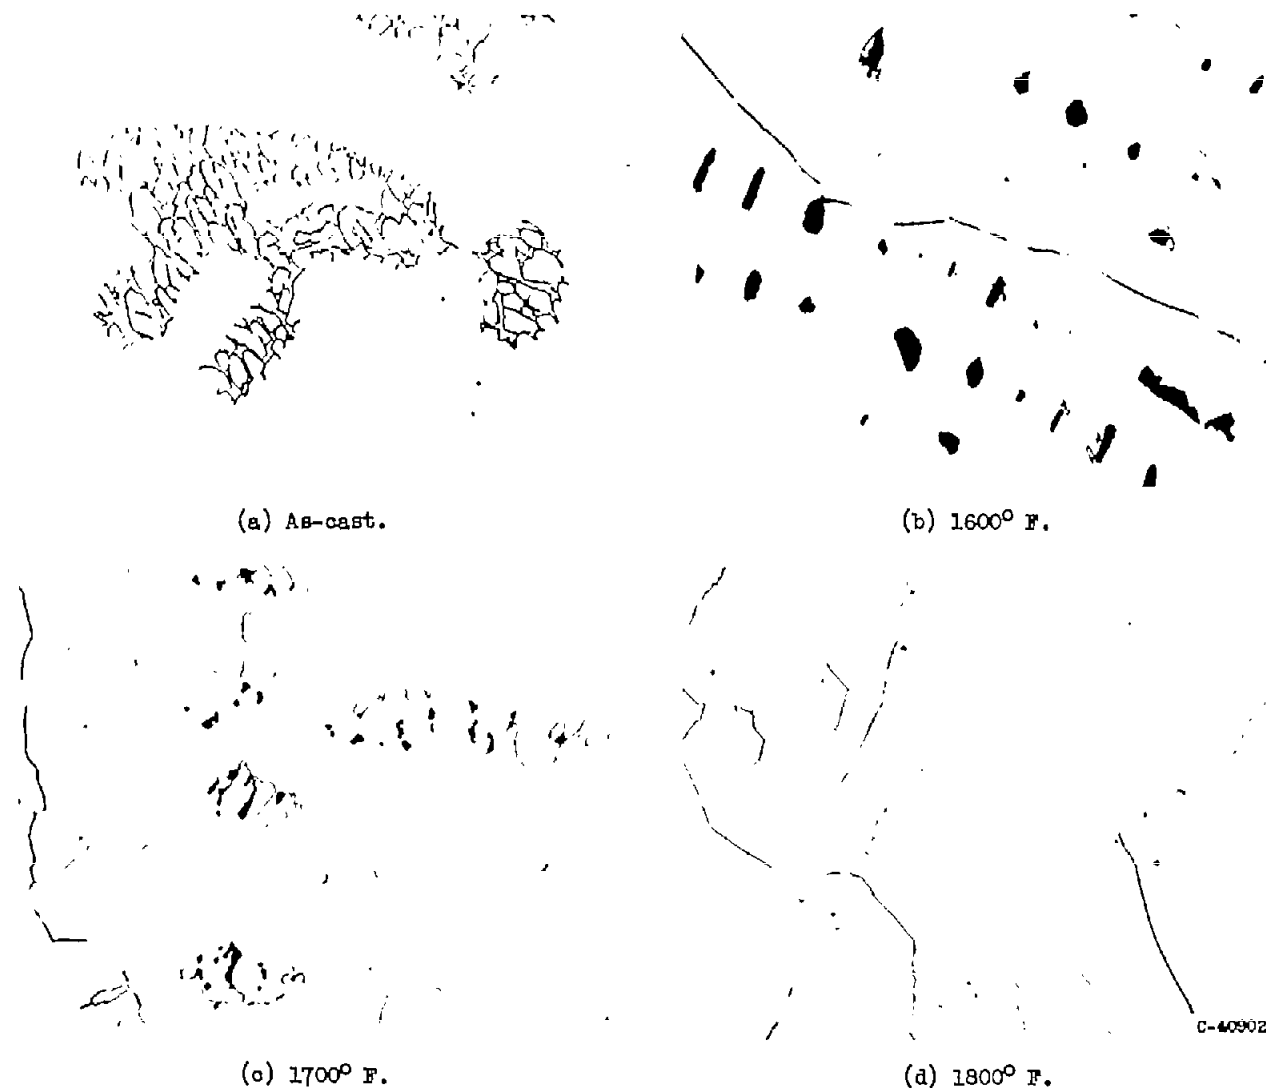 (a) As-cast.
(b) 1600° F.
(c) 1700° F.
C-40902
(d) 1800° F.